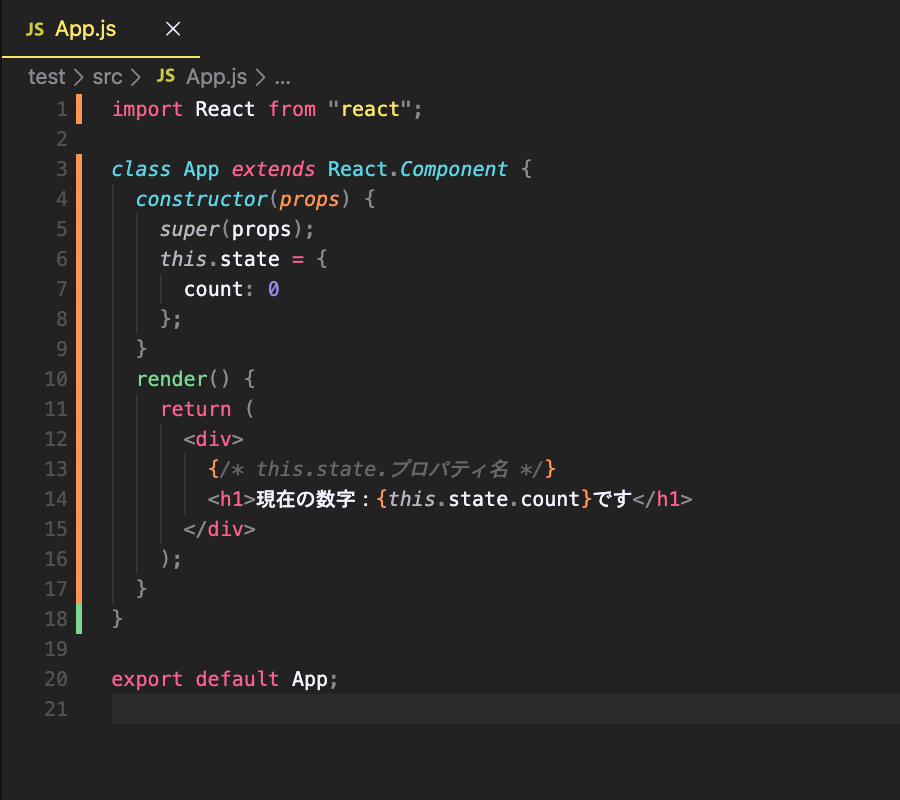 JS App.js ×
test > src > JS App.js > ...
1 import React from "react";
2
3 class App extends React.Component {
4 constructor(props) {
5 super(props);
6 this.state = {
7 count: 0
8 };
9 }
10 render() {
11 return (
12 <div>
13 {/* this.state.プロパティ名 */}
14 <h1>現在の数字：{this.state.count}です</h1>
15 </div>
16 );
17 }
18 }
19
20 export default App;
21